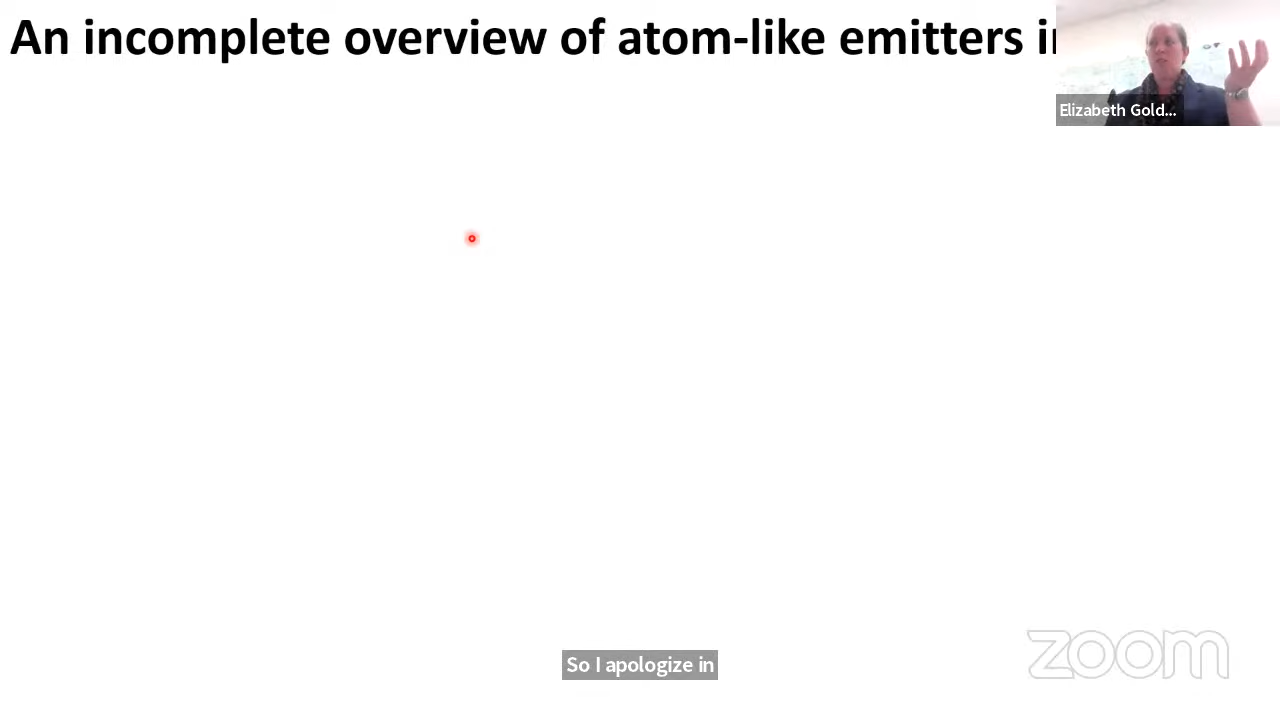 An incomplete overview of atom-like emitters
Elizabeth Gold...
So I apologize in
zoom